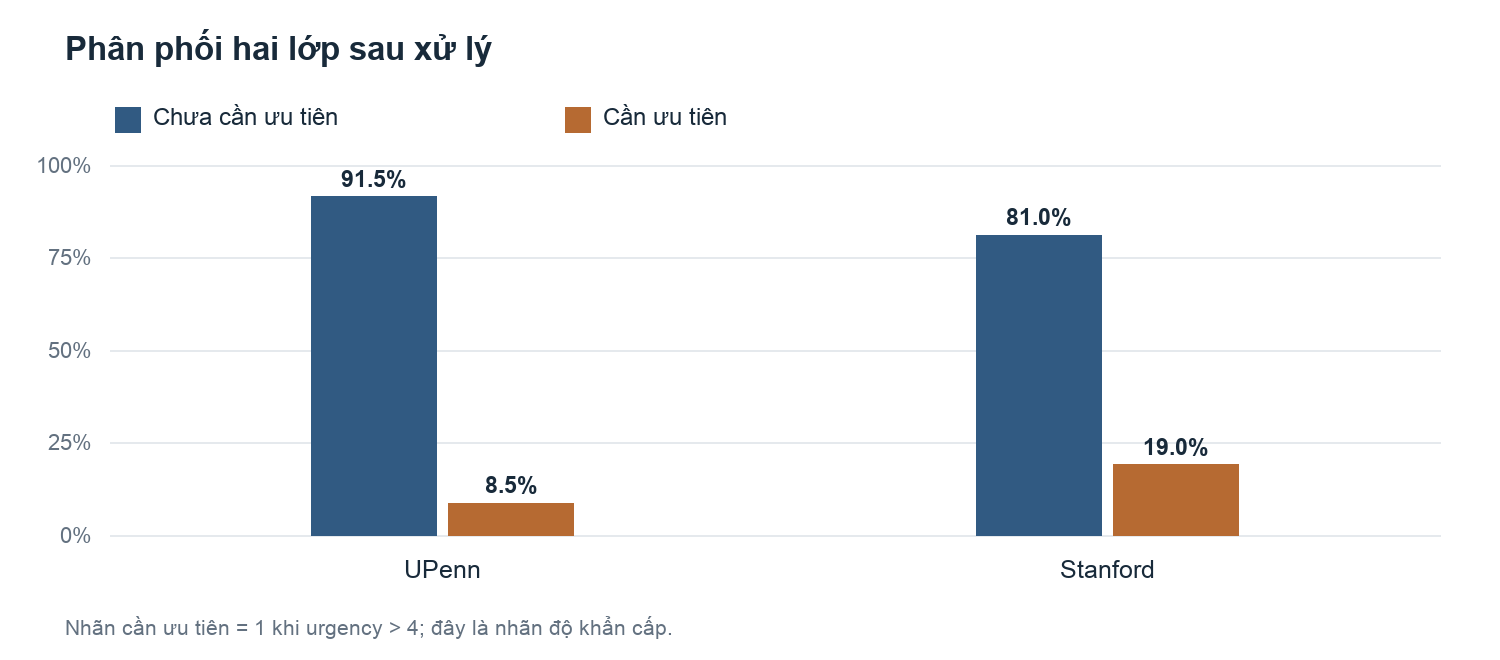 Phân phối hai lớp sau xử lý
Chưa cần ưu tiên
Cần ưu tiên
100%
91.5%
81.0%
75%
50%
25%
19.0%
8.5%
0%
UPenn
Stanford
Nhãn cần ưu tiên = 1 khi urgency > 4; đây là nhãn độ khẩn cấp.